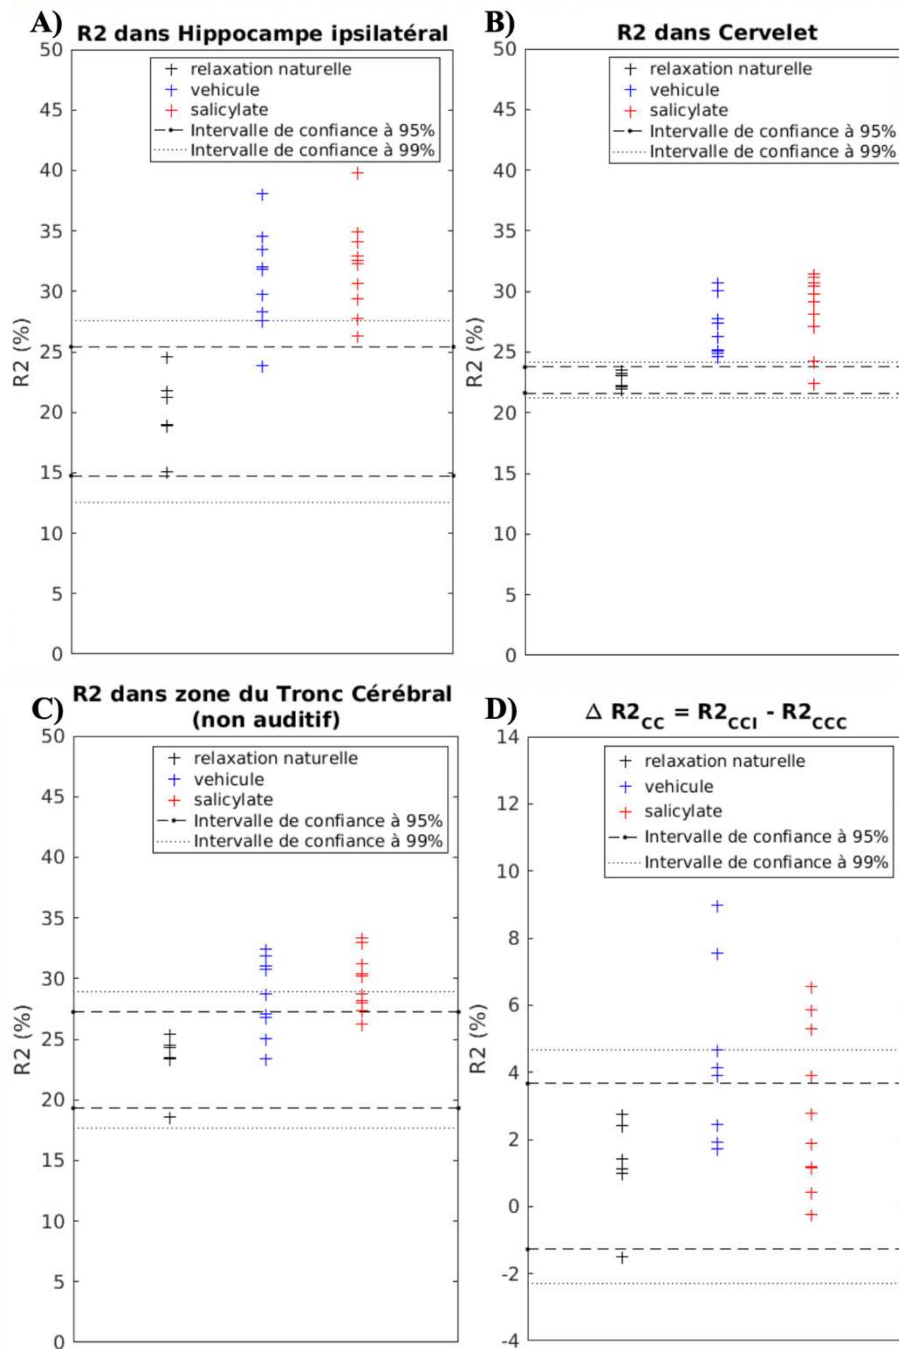 A)
R2 dans Hippocampe ipsilatéral
50
45
40
35
30
25
20
15
10
5
0
R2 (%)
relaxation naturelle
vehicule
salicylate
Intervalle de confiance à 95%
Intervalle de confiance à 99%
B)
R2 dans Cervelet
50
45
40
35
30
25
20
15
10
5
0
R2 (%)
relaxation naturelle
vehicule
salicylate
Intervalle de confiance à 95%
Intervalle de confiance à 99%
C)
R2 dans zone du Tronc Cérébral
(non auditif)
50
45
40
35
30
25
20
15
10
5
0
R2 (%)
relaxation naturelle
vehicule
salicylate
Intervalle de confiance à 95%
Intervalle de confiance à 99%
D)
Δ R2CC = R2CCI - R2CCC
14
12
10
8
6
4
2
0
-2
-4
R2 (%)
relaxation naturelle
vehicule
salicylate
Intervalle de confiance à 95%
Intervalle de confiance à 99%